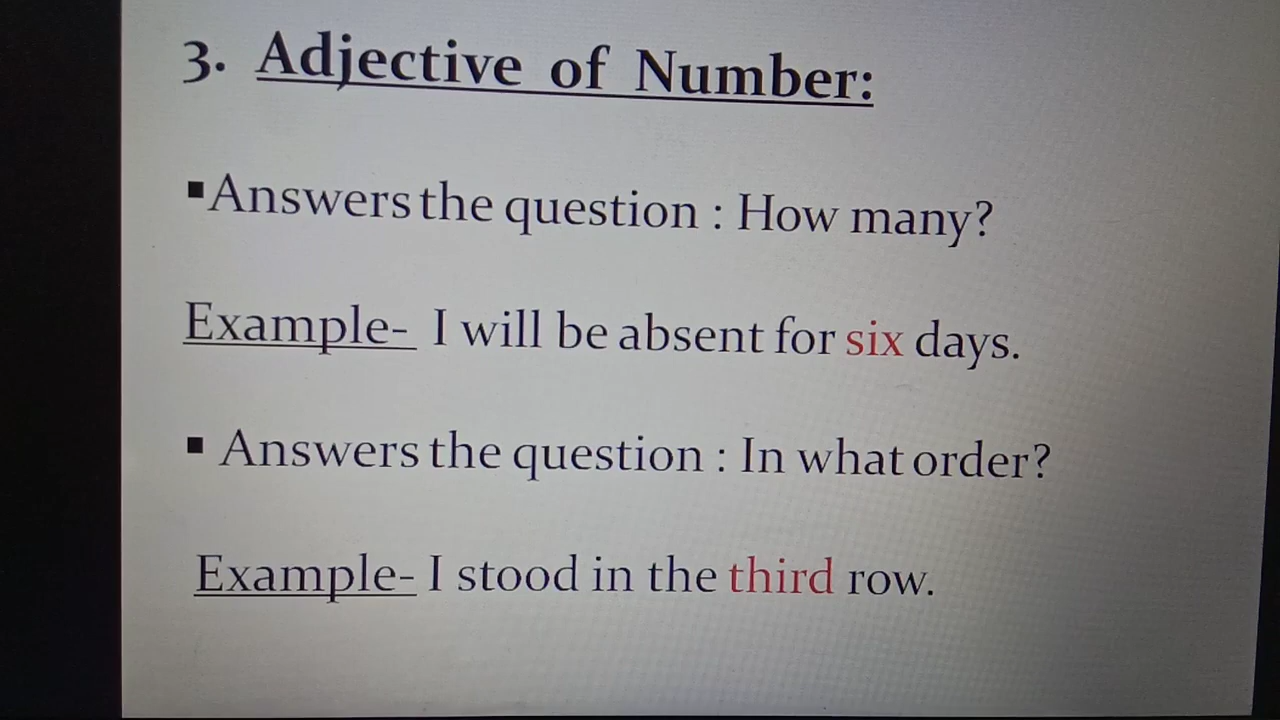 3. Adjective of Number:
▪Answers the question : How many?
Example- I will be absent for six days.
▪ Answers the question : In what order?
Example- I stood in the third row.